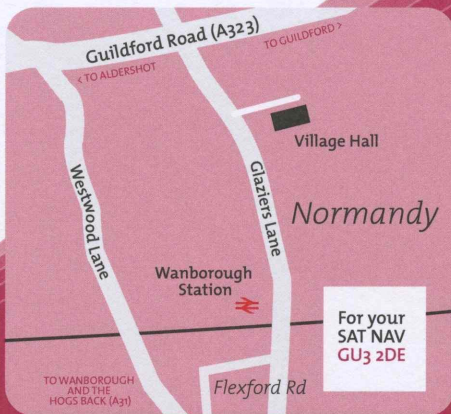 Guildford Road (A323)
< TO ALDERSHOT
TO GUILDFORD >
Village Hall
Westwood Lane
Glaziers Lane
Normandy
Wanborough
Station
For your
SAT NAV
GU3 2DE
TO WANBOROUGH
AND THE
HOGS BACK (A31)
Flexford Rd